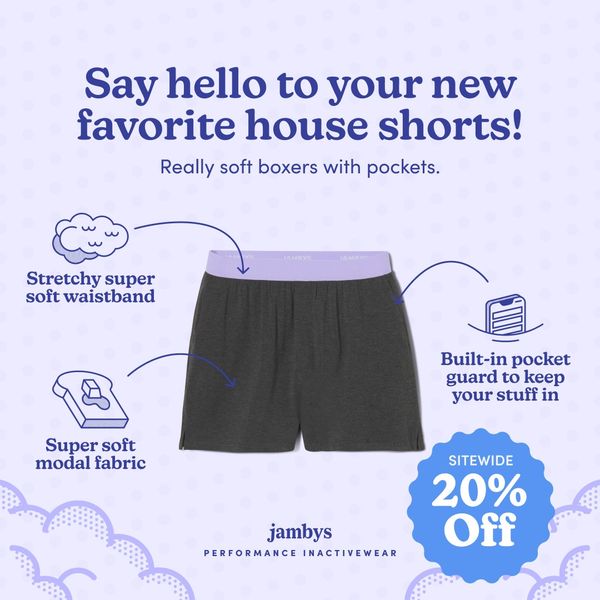 Say hello to your new
favorite house shorts!
Really soft boxers with pockets.
Stretchy super
soft waistband
JAMBYS
Built-in pocket
guard to keep
your stuff in
Super soft
modal fabric
SITEWIDE
20%
Off
jambys
PERFORMANCE INACTIVEWEAR